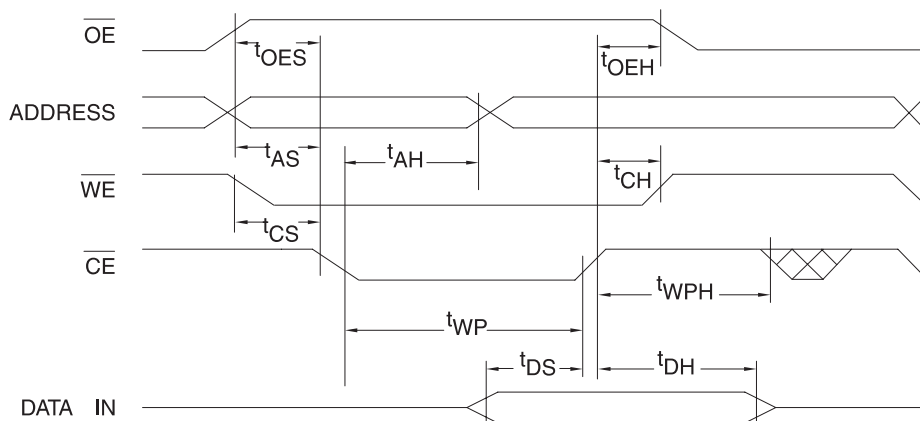 OE
tOES
tOEH
ADDRESS
tAS
tAH
tCH
WE
tCS
CE
tWPH
tWP
tDS
tDH
DATA IN